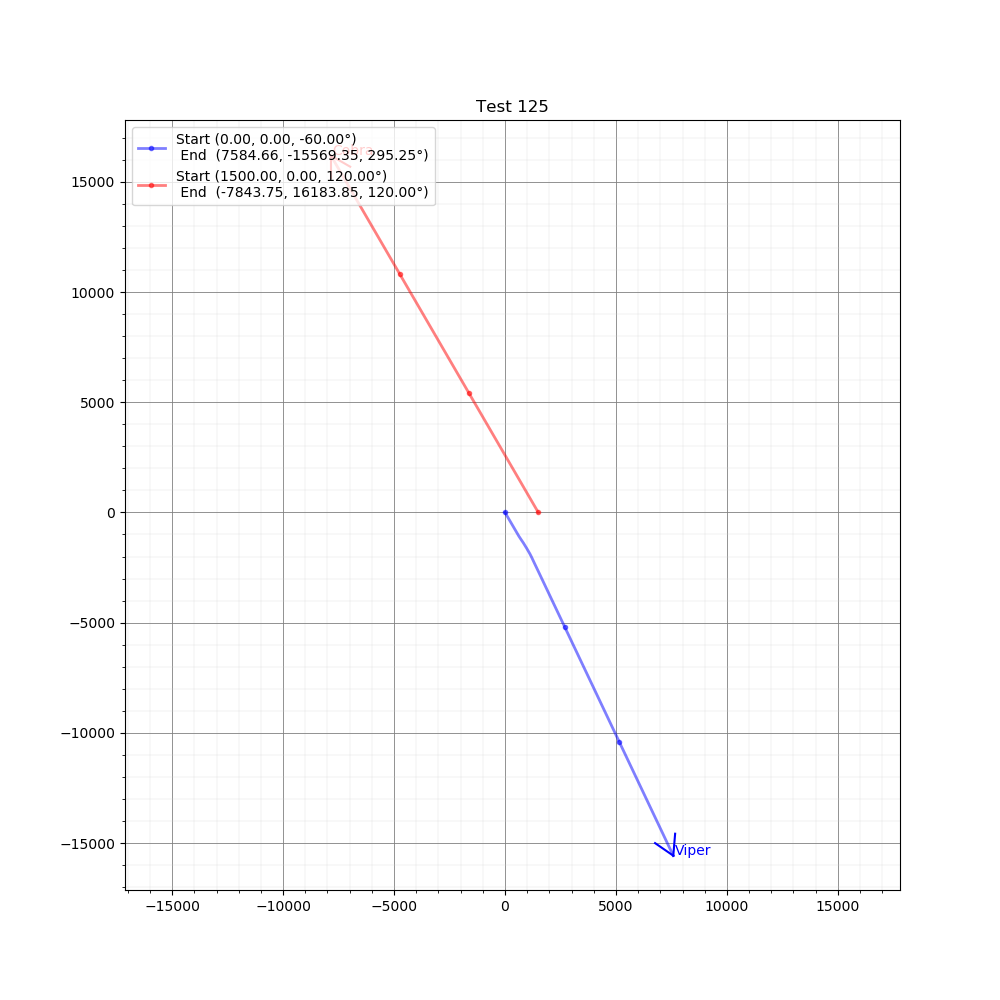 Test 125
Start (0.00, 0.00, -60.00°)
End (7584.66, -15569.35, 295.25°)
Start (1500.00, 0.00, 120.00°)
End (-7843.75, 16183.85, 120.00°)
15000
10000
5000
0
−5000
−10000
−15000
Viper
−15000 −10000 −5000 0 5000 10000 15000